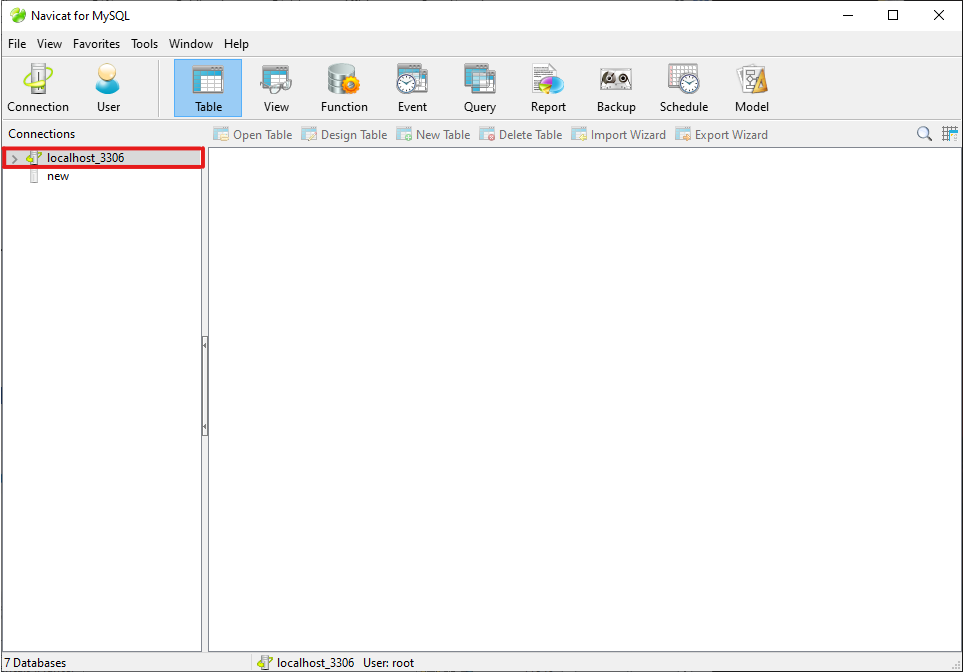 Navicat for MySQL
File View Favorites Tools Window Help
Connection User Table View Function Event Query Report Backup Schedule Model
Connections Open Table Design Table New Table Delete Table Import Wizard Export Wizard
localhost_3306
new
7 Databases localhost_3306 User: root